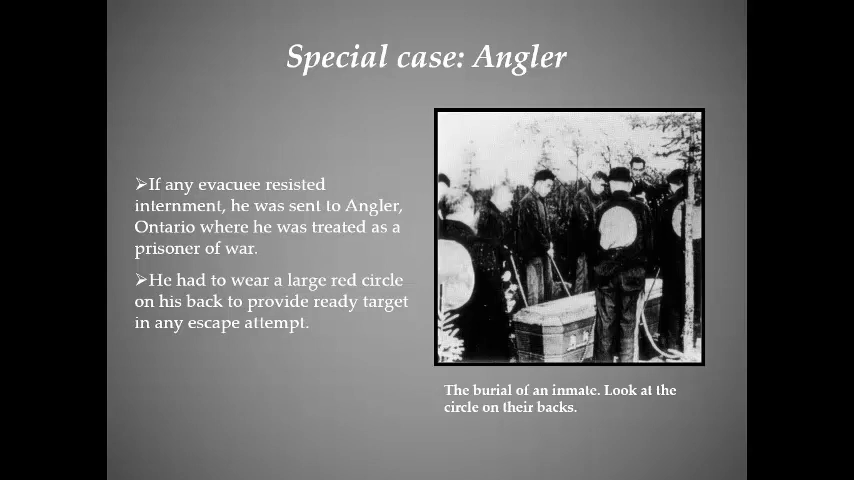 Special case: Angler
➢If any evacuee resisted
internment, he was sent to Angler,
Ontario where he was treated as a
prisoner of war.
➢He had to wear a large red circle
on his back to provide ready target
in any escape attempt.
The burial of an inmate. Look at the
circle on their backs.